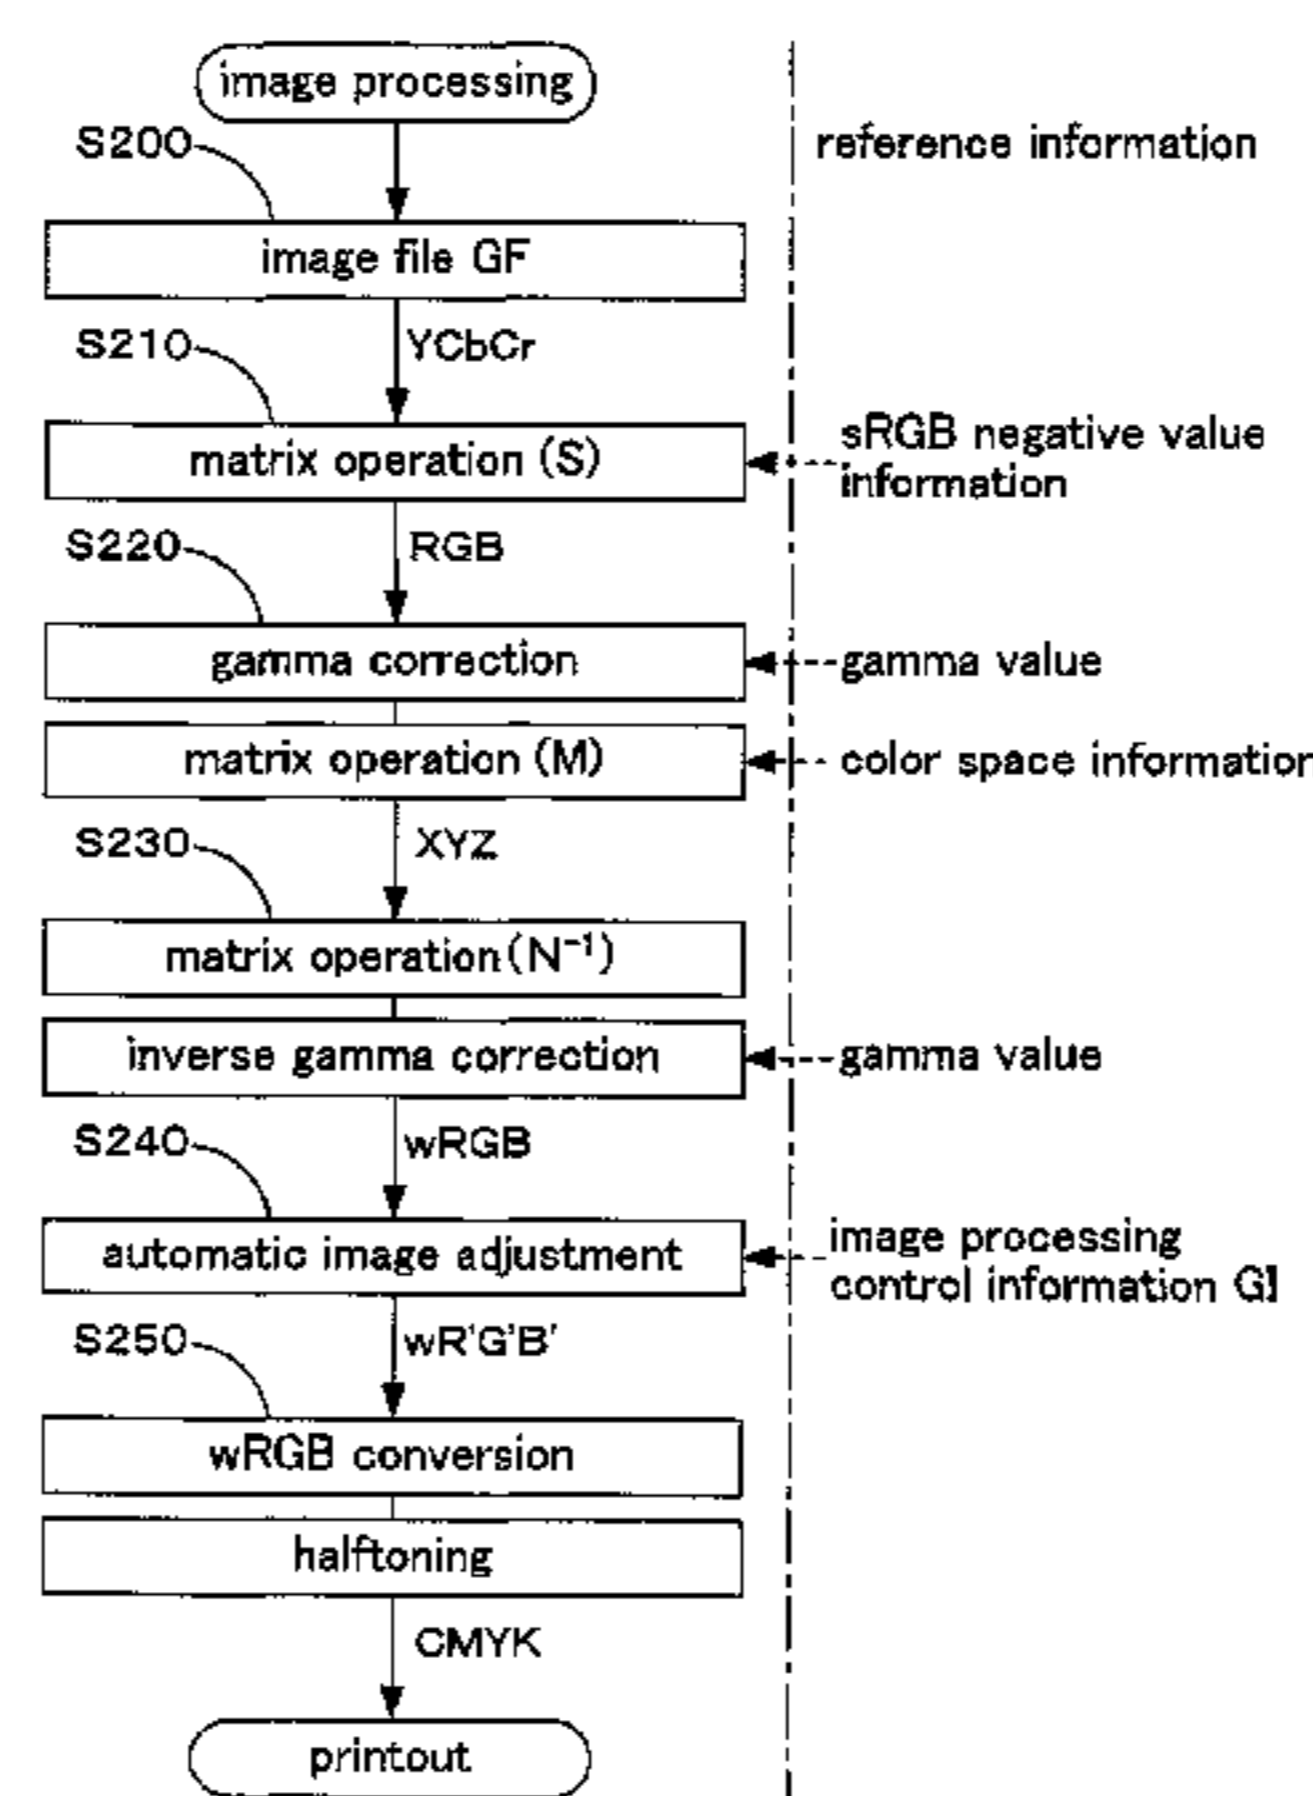 image processing
S200
reference information
image file GF
S210
YCbCr
matrix operation (S)
sRGB negative value
information
S220
RGB
gamma correction
gamma value
matrix operation (M)
color space information
S230
XYZ
matrix operation (N⁻¹)
inverse gamma correction
gamma value
S240
wRGB
automatic image adjustment
image processing
control information GI
S250
wR'G'B'
wRGB conversion
halftoning
CMYK
printout